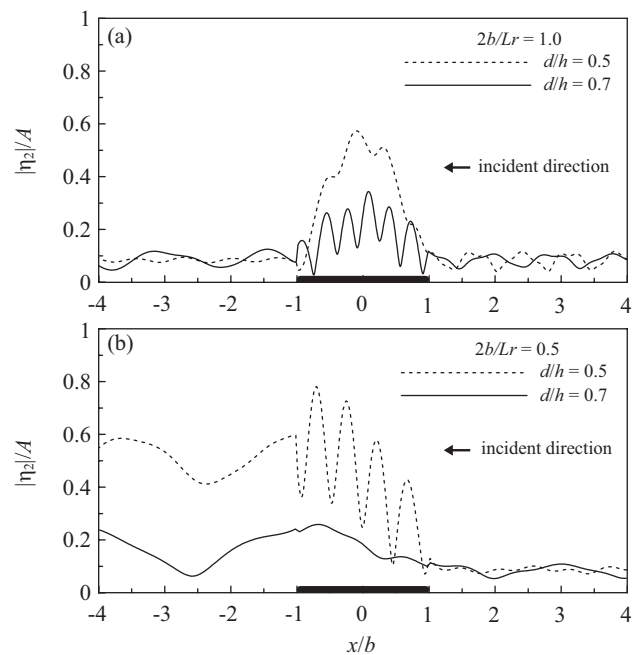 (a)
2b/Lr = 1.0
d/h = 0.5
d/h = 0.7
incident direction
|η2|/A
1
0.8
0.6
0.4
0.2
0
-4 -3 -2 -1 0 1 2 3 4
(b)
2b/Lr = 0.5
d/h = 0.5
d/h = 0.7
incident direction
|η2|/A
1
0.8
0.6
0.4
0.2
0
-4 -3 -2 -1 0 1 2 3 4
x/b